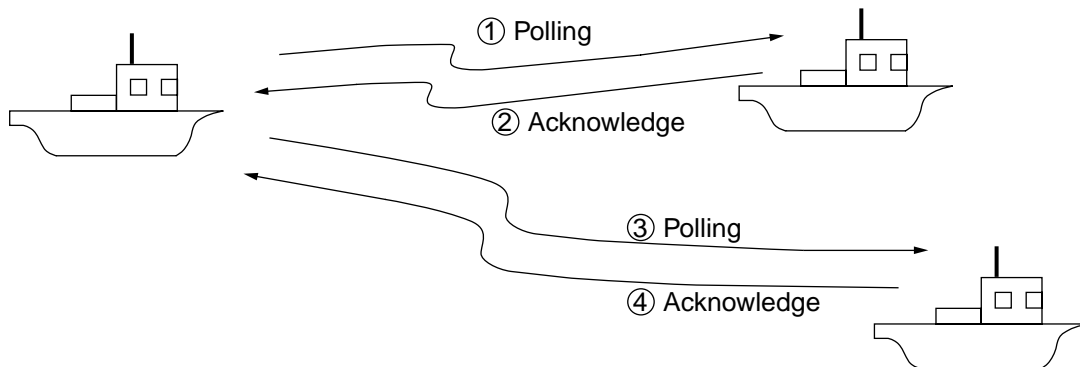 ① Polling
② Acknowledge
③ Polling
④ Acknowledge